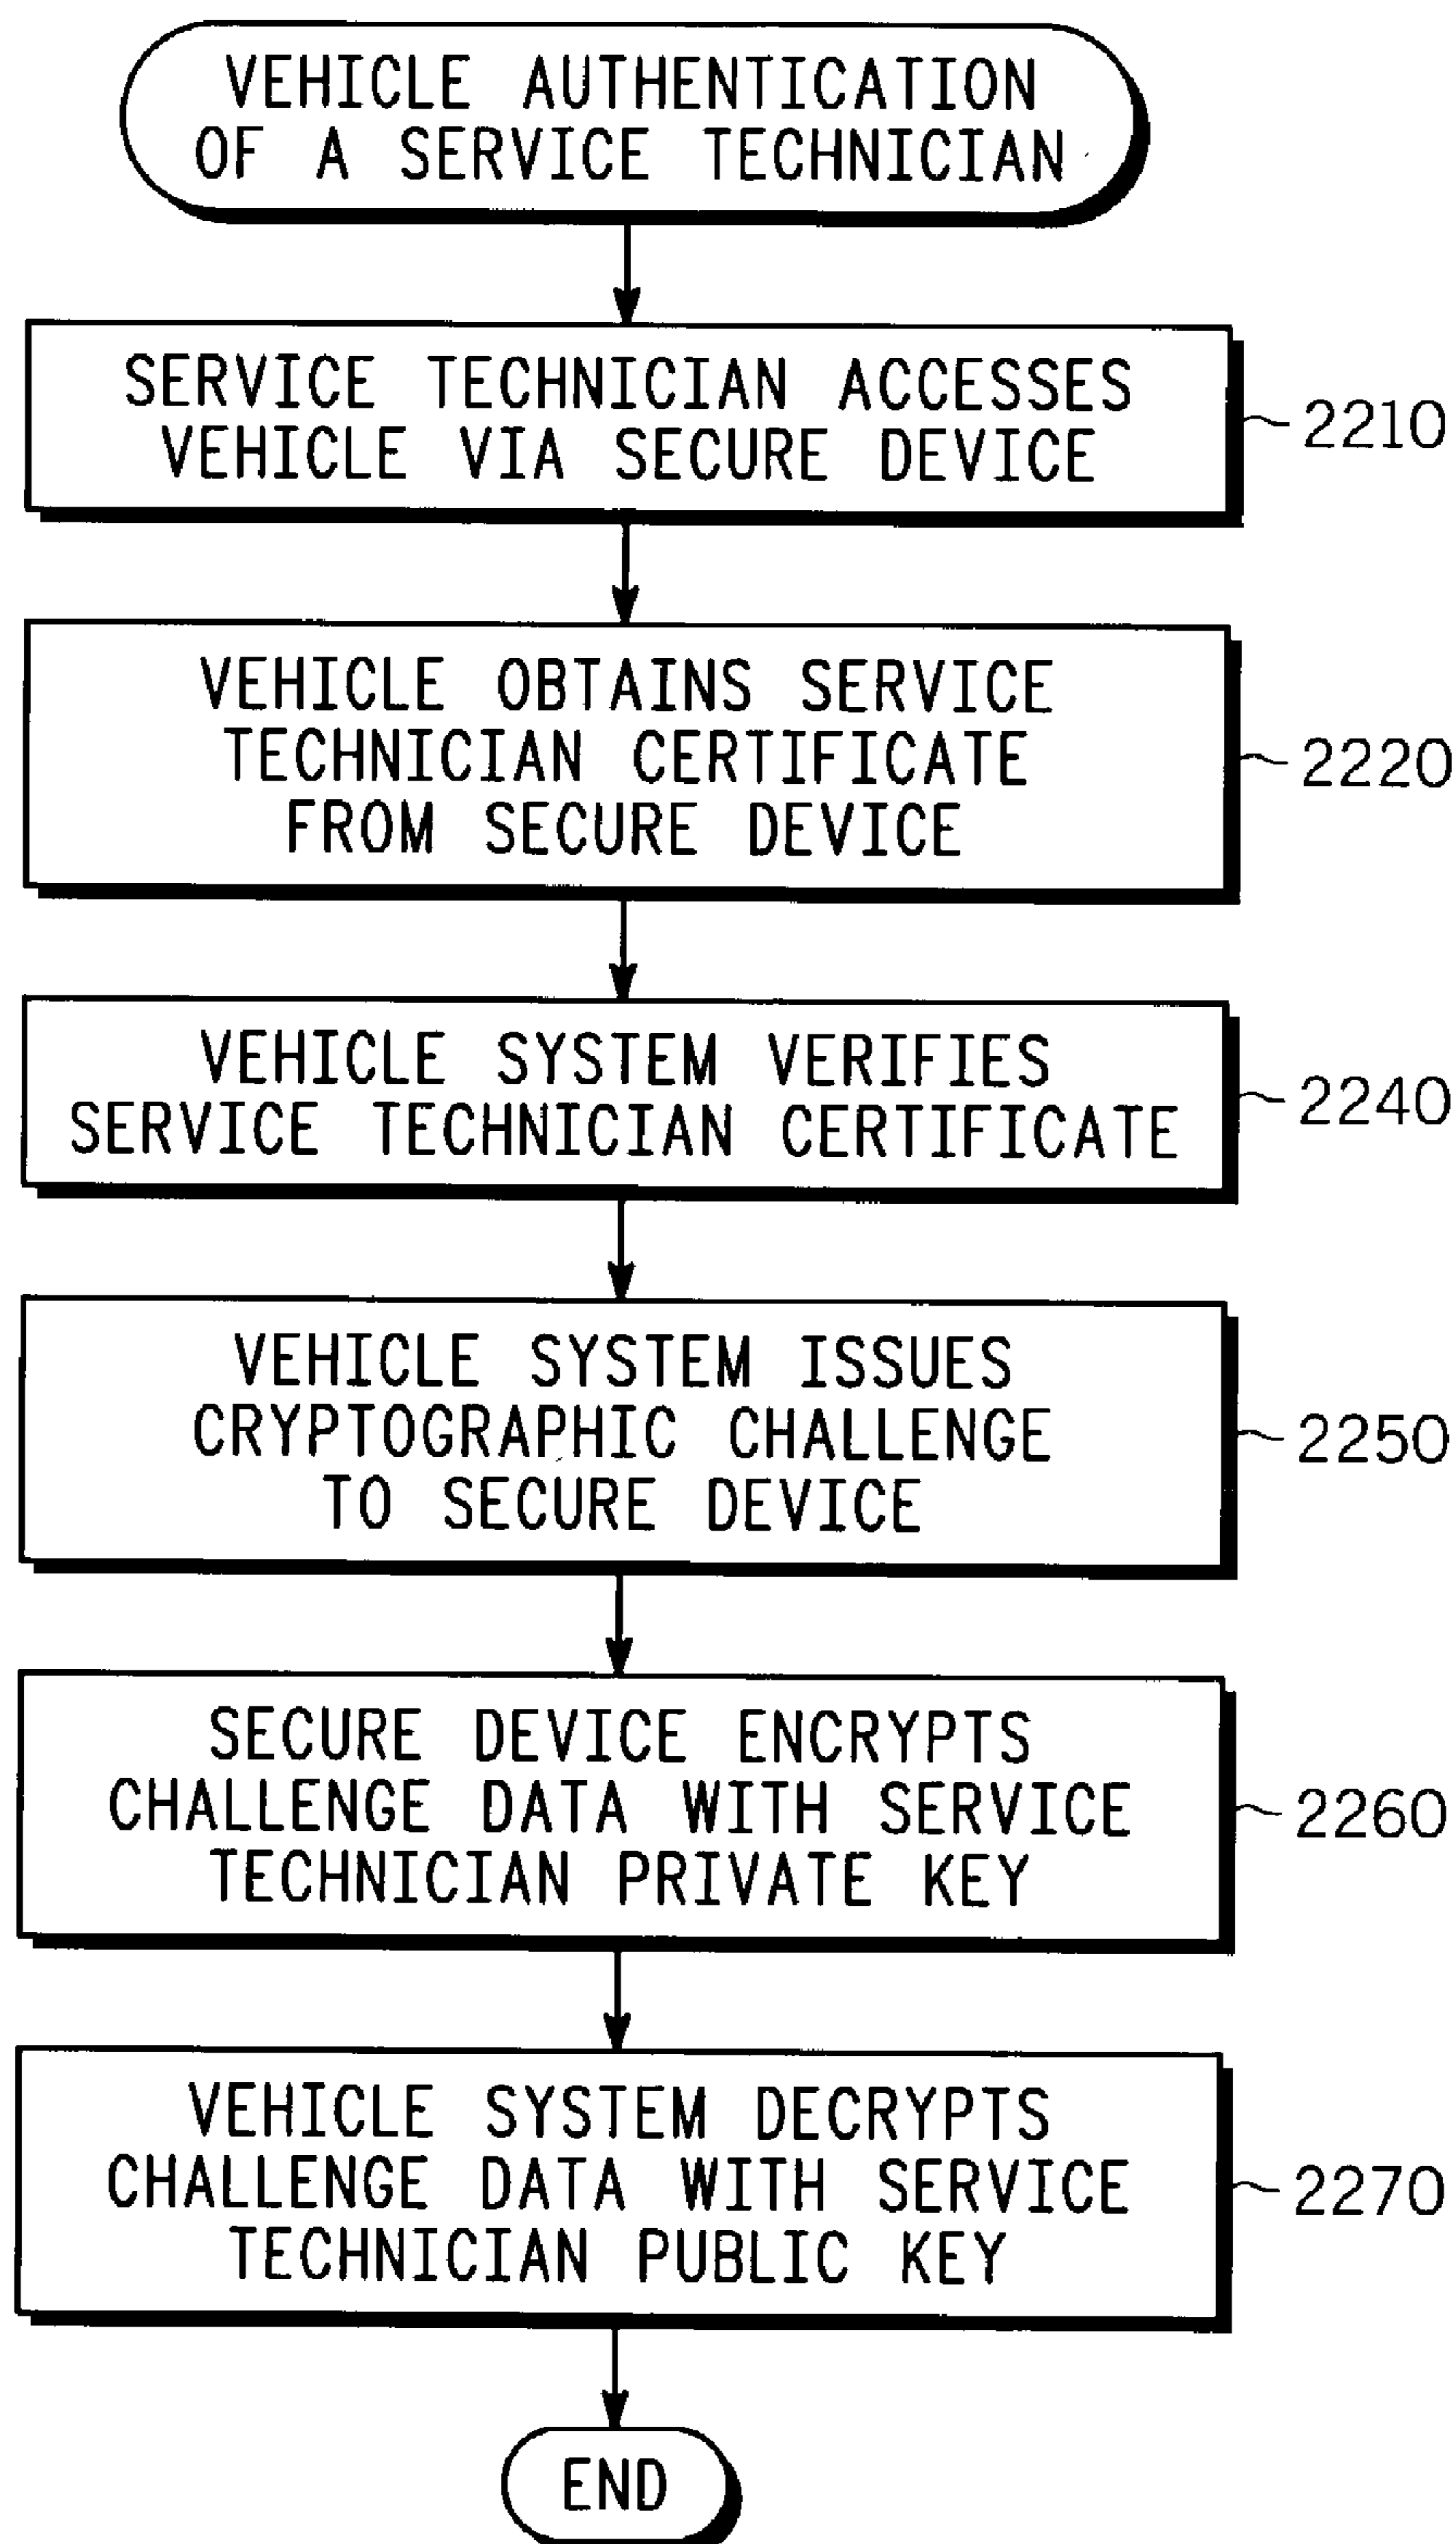 VEHICLE AUTHENTICATION
OF A SERVICE TECHNICIAN
SERVICE TECHNICIAN ACCESSES
VEHICLE VIA SECURE DEVICE
2210
VEHICLE OBTAINS SERVICE
TECHNICIAN CERTIFICATE
FROM SECURE DEVICE
2220
VEHICLE SYSTEM VERIFIES
SERVICE TECHNICIAN CERTIFICATE
2240
VEHICLE SYSTEM ISSUES
CRYPTOGRAPHIC CHALLENGE
TO SECURE DEVICE
2250
SECURE DEVICE ENCRYPTS
CHALLENGE DATA WITH SERVICE
TECHNICIAN PRIVATE KEY
2260
VEHICLE SYSTEM DECRYPTS
CHALLENGE DATA WITH SERVICE
TECHNICIAN PUBLIC KEY
2270
END